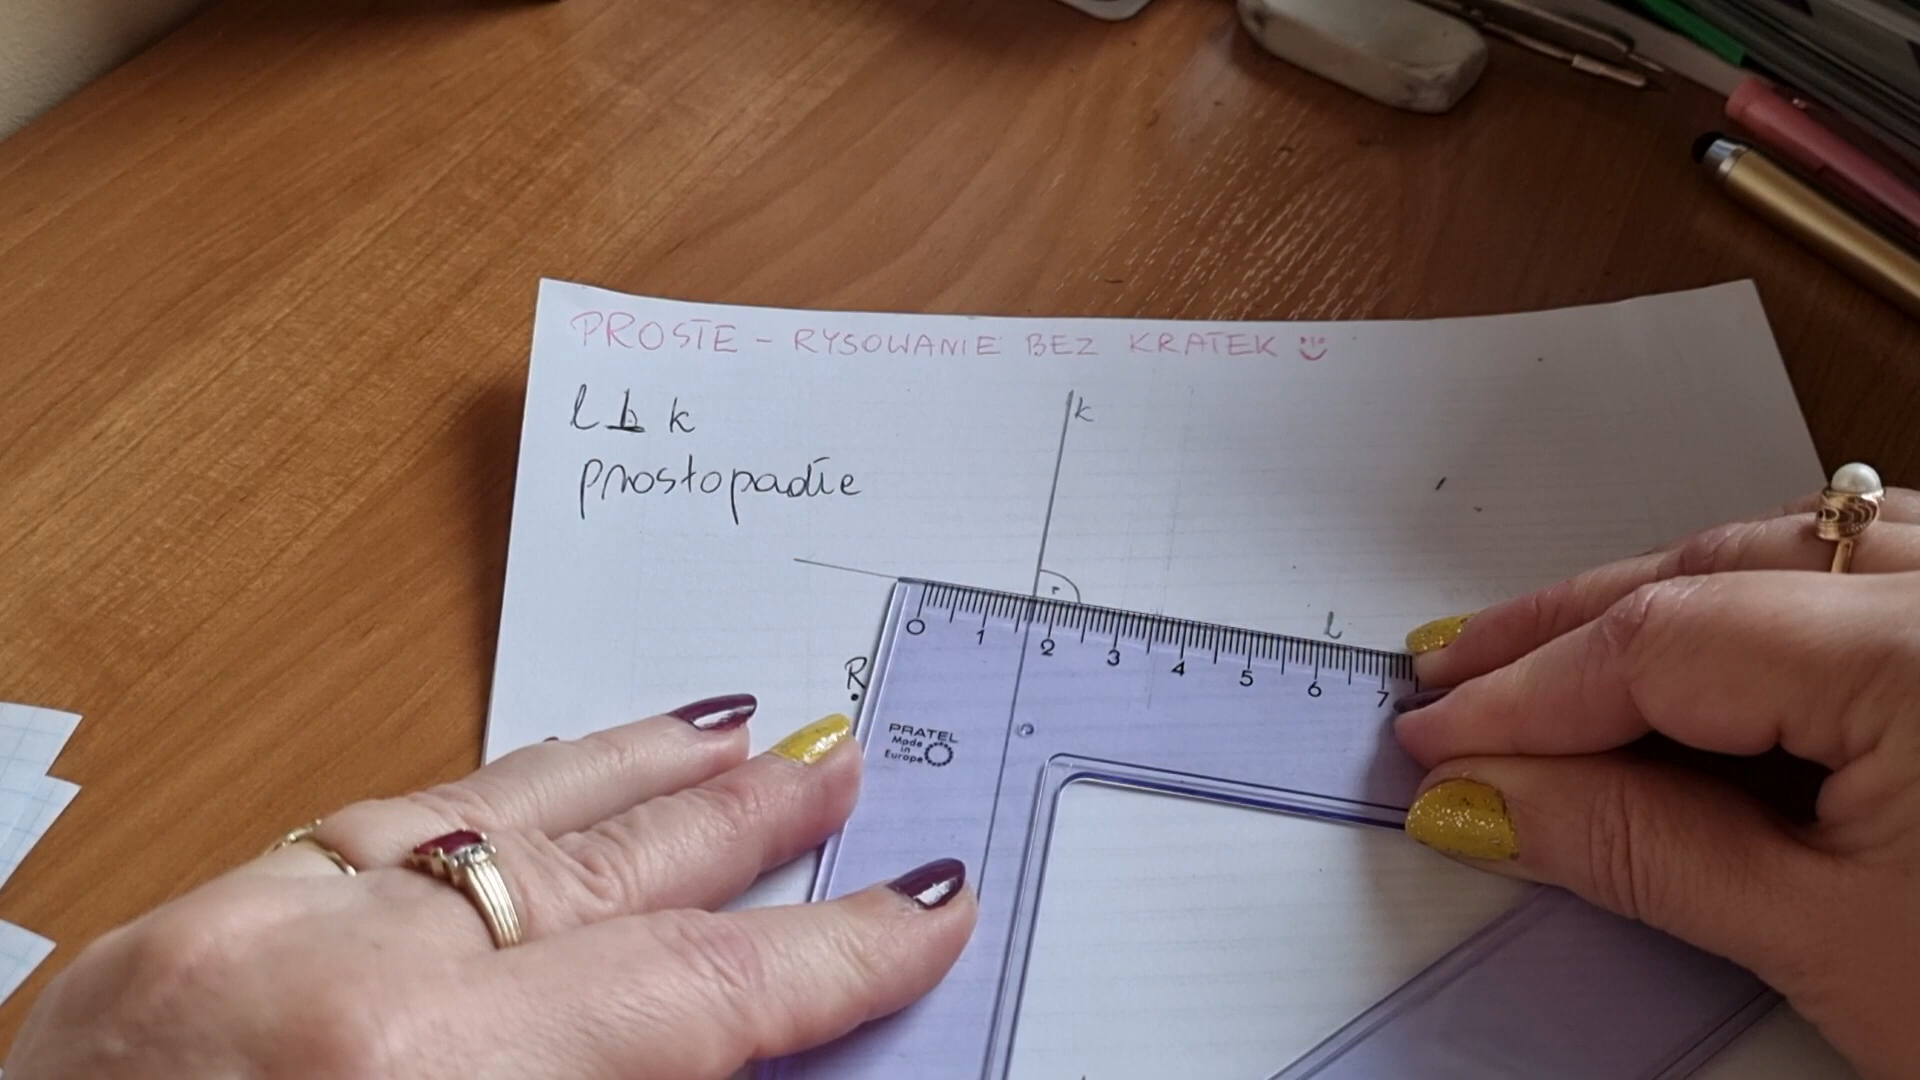 PROSTE - RYSOWANIE BEZ KRATEK
l ⊥ k
prostopadłe
k
l
R
0 1 2 3 4 5 6 7
PRATEL
Made
in
Europe